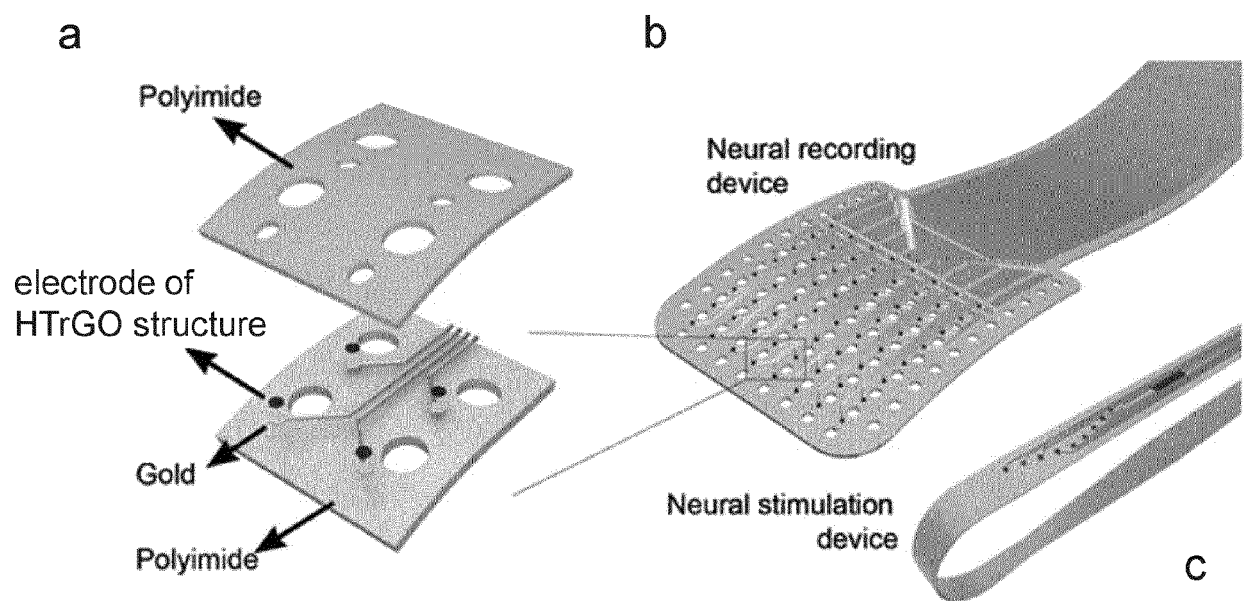 a
b
Polyimide
Neural recording
device
electrode of
HTrGO structure
Gold
Polyimide
Neural stimulation
device
c